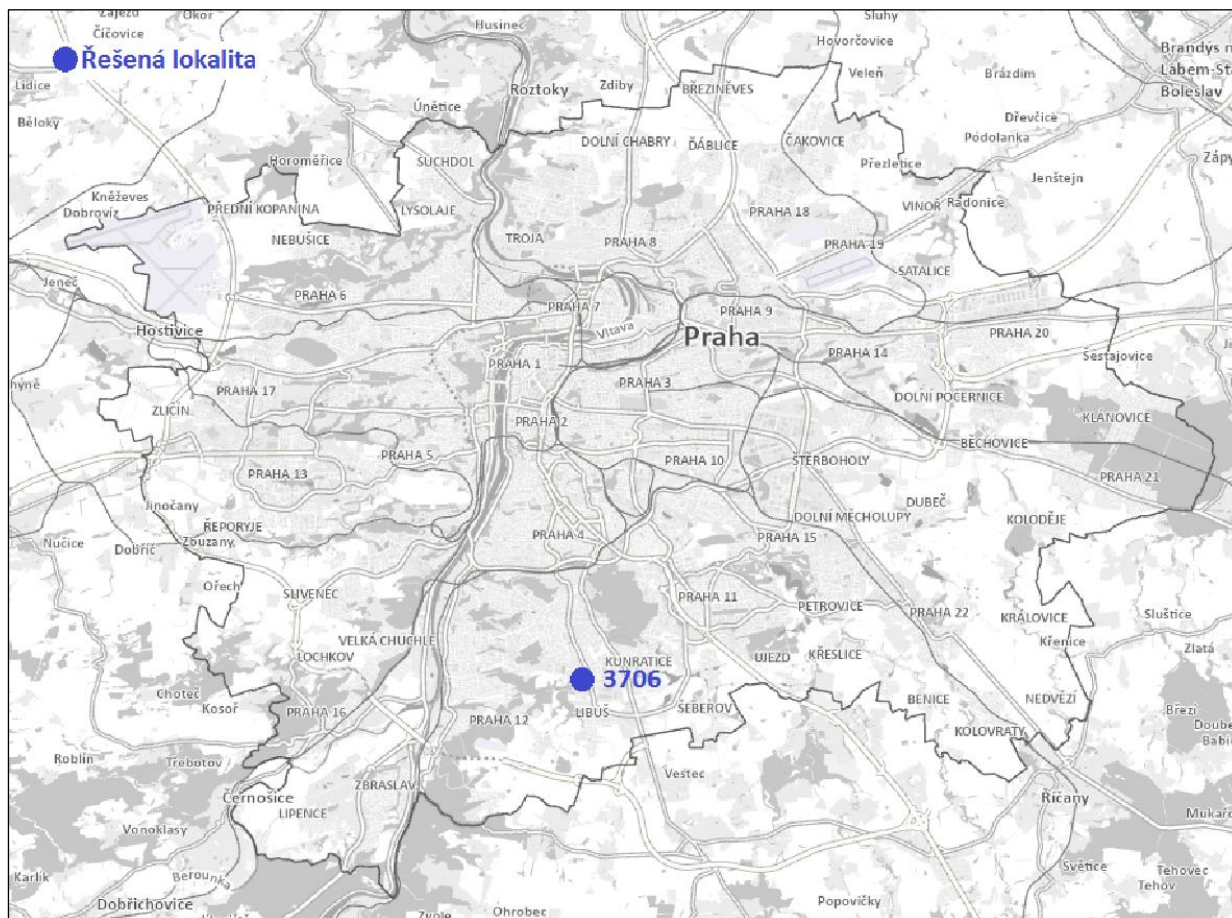 Zájezd
Okoř
Číčovice
Řešená lokalita
Lidice
Běloky
Husinec
Sluhy
Hovorčovice
Veleň
Brázdim
Brandýs n
Labem-Sta
Boleslav
Roztoky
Zdiby
BŘEZINĚVES
Únětice
Dřevčice
Podolanka
DOLNÍ CHABRY
ĎÁBLICE
ČAKOVICE
Přezletice
Zápy
Horoměřice
SUCHDOL
Jenštejn
Kněževes
Dobrovíz
PŘEDNÍ KOPANINA
LYSOLAJE
VINOŘ
Radonice
PRAHA 18
NEBUŠICE
TROJA
PRAHA 8
PRAHA 19
SATALICE
Jeneč
PRAHA 6
PRAHA 7
PRAHA 9
Hostivice
Vltava
Praha
PRAHA 20
PRAHA 14
Šestajovice
PRAHA 1
PRAHA 3
PRAHA 17
DOLNÍ POČERNICE
ZLIČÍN
KLÁNOVICE
PRAHA 2
BĚCHOVICE
PRAHA 5
PRAHA 10
ŠTĚRBOHOLY
PRAHA 13
PRAHA 21
Jinočany
DUBEČ
DOLNÍ MĚCHOLUPY
KOLODĚJE
ŘEPORYJE
Zbuzany
PRAHA 4
PRAHA 15
Nučice
Dobříč
Ořech
SLIVENEC
PRAHA 11
PETROVICE
PRAHA 22
KRÁLOVICE
Sluštice
VELKÁ CHUCHLE
Křenice
Zlatá
LOCHKOV
KUNRATICE
ÚJEZD
KŘESLICE
3706
Choteč
Kosoř
BENICE
NEDVĚZÍ
PRAHA 16
PRAHA 12
LIBUŠ
ŠEBEROV
Březí
KOLOVRATY
Roblín
Třebotov
Vestec
Černošice
ZBRASLAV
LIPENCE
Říčany
Vonoklasy
Světice
Karlík
Berounka
Tehovec
Tehov
Dobřichovice
Popovičky
Ohrobec
Zvole